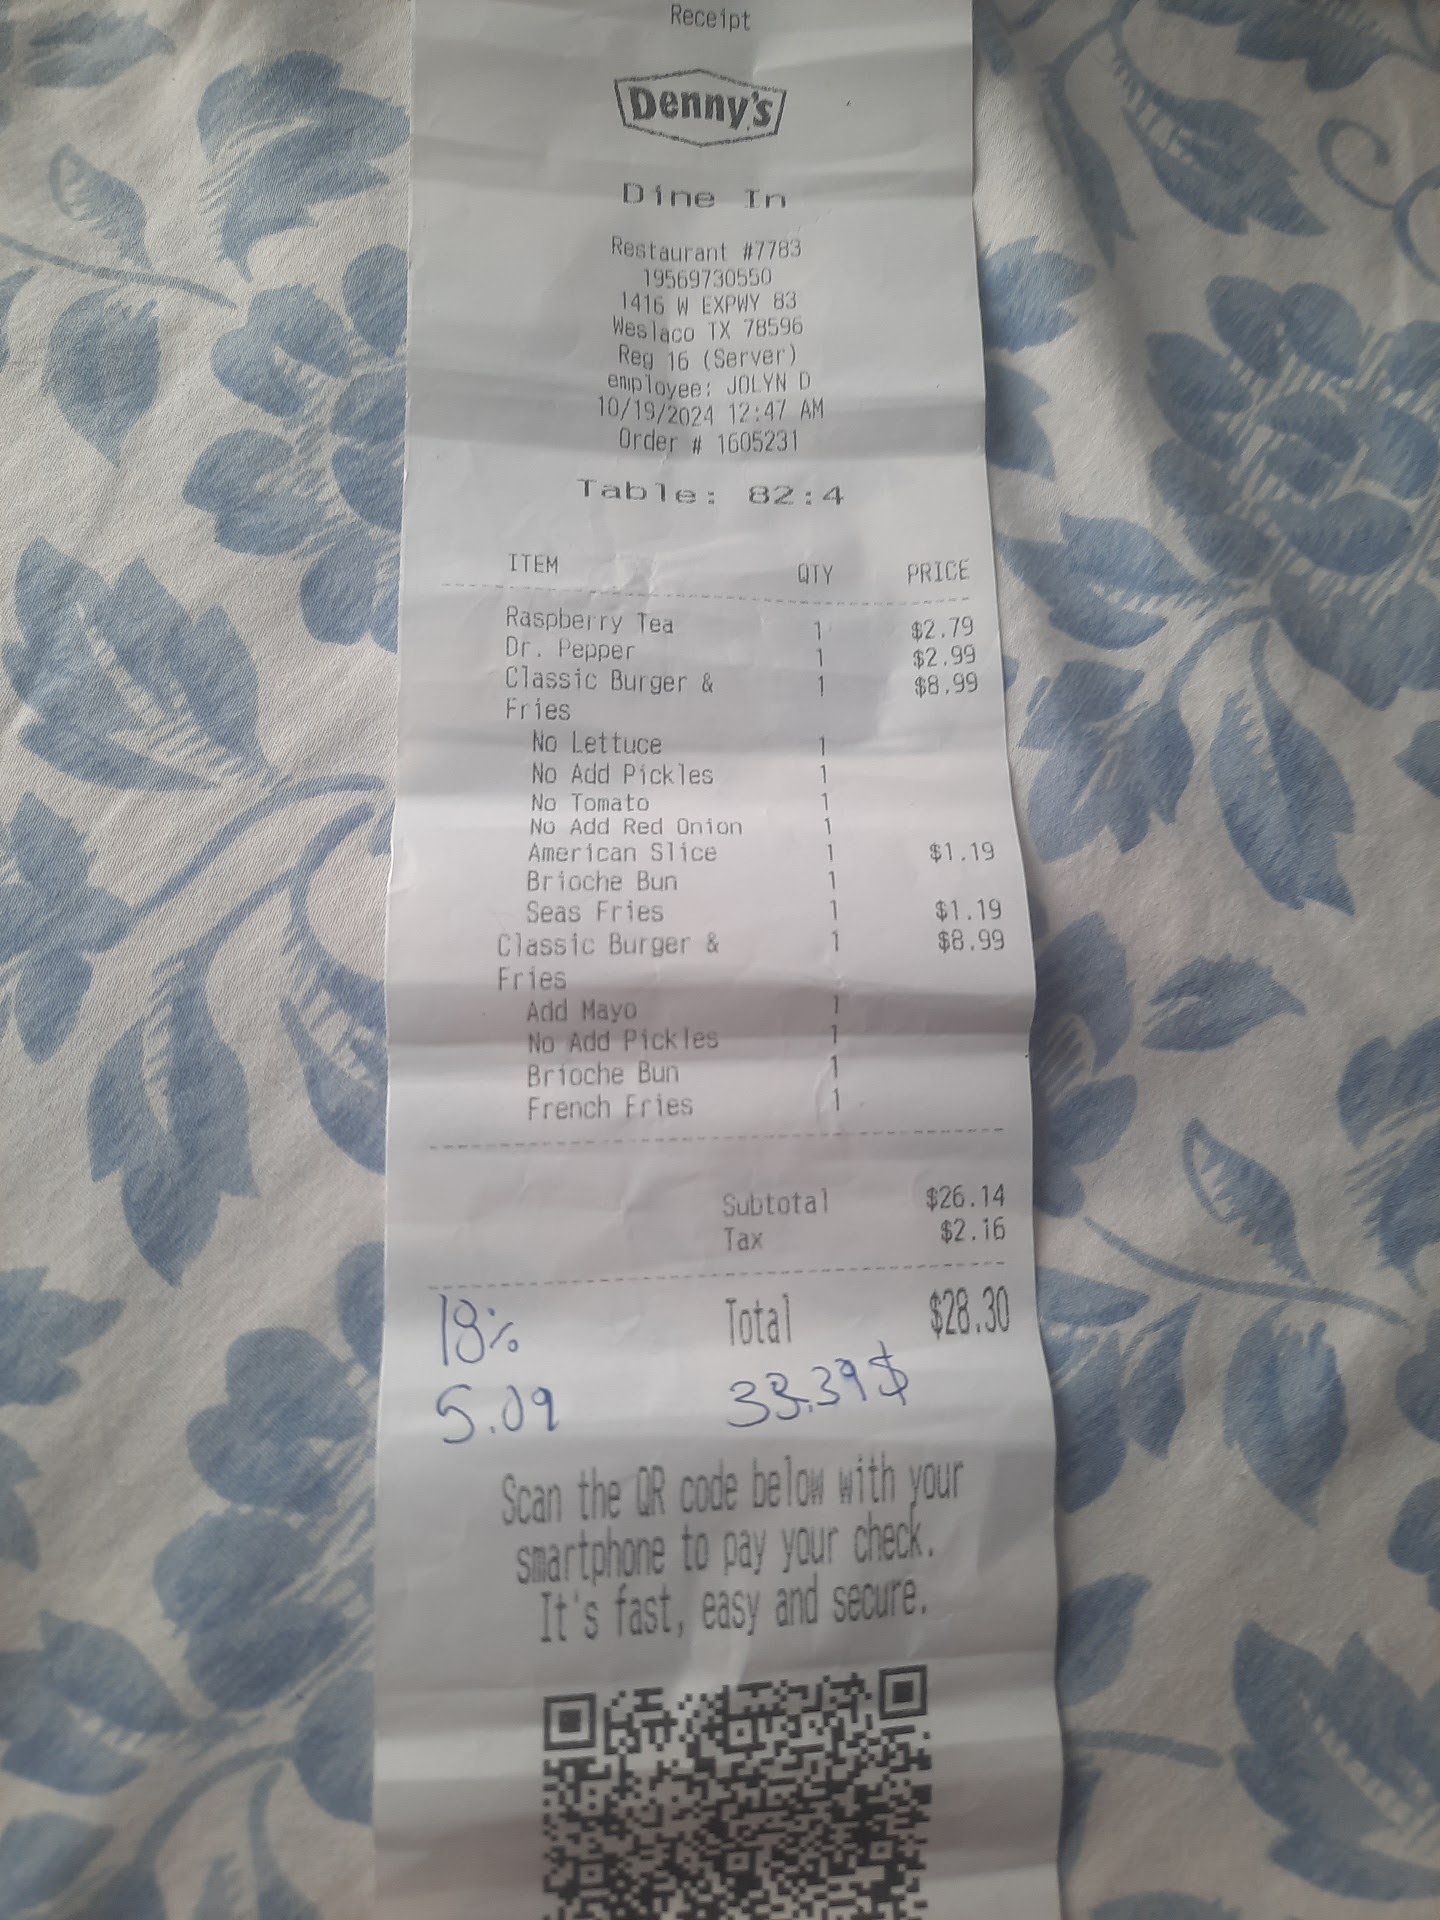 Receipt
Denny's
Dine In
Restaurant #7783
19569730550
1416 W EXPWY 83
Weslaco TX 78596
Reg 16 (Server)
employee: JOLYN D
10/19/2024 12:47 AM
Order # 1605231
Table: 82:4
ITEM QTY PRICE
Raspberry Tea 1 $2.79
Dr. Pepper 1 $2.99
Classic Burger & 1 $8.99
Fries
No Lettuce 1
No Add Pickles 1
No Tomato 1
No Add Red Onion 1
American Slice 1 $1.19
Brioche Bun 1
Seas Fries 1 $1.19
Classic Burger & 1 $8.99
Fries
Add Mayo 1
No Add Pickles 1
Brioche Bun 1
French Fries 1
Subtotal $26.14
Tax $2.16
18% Total $28.30
5.09 33.39$
Scan the QR code below with your
smartphone to pay your check.
It's fast, easy and secure.